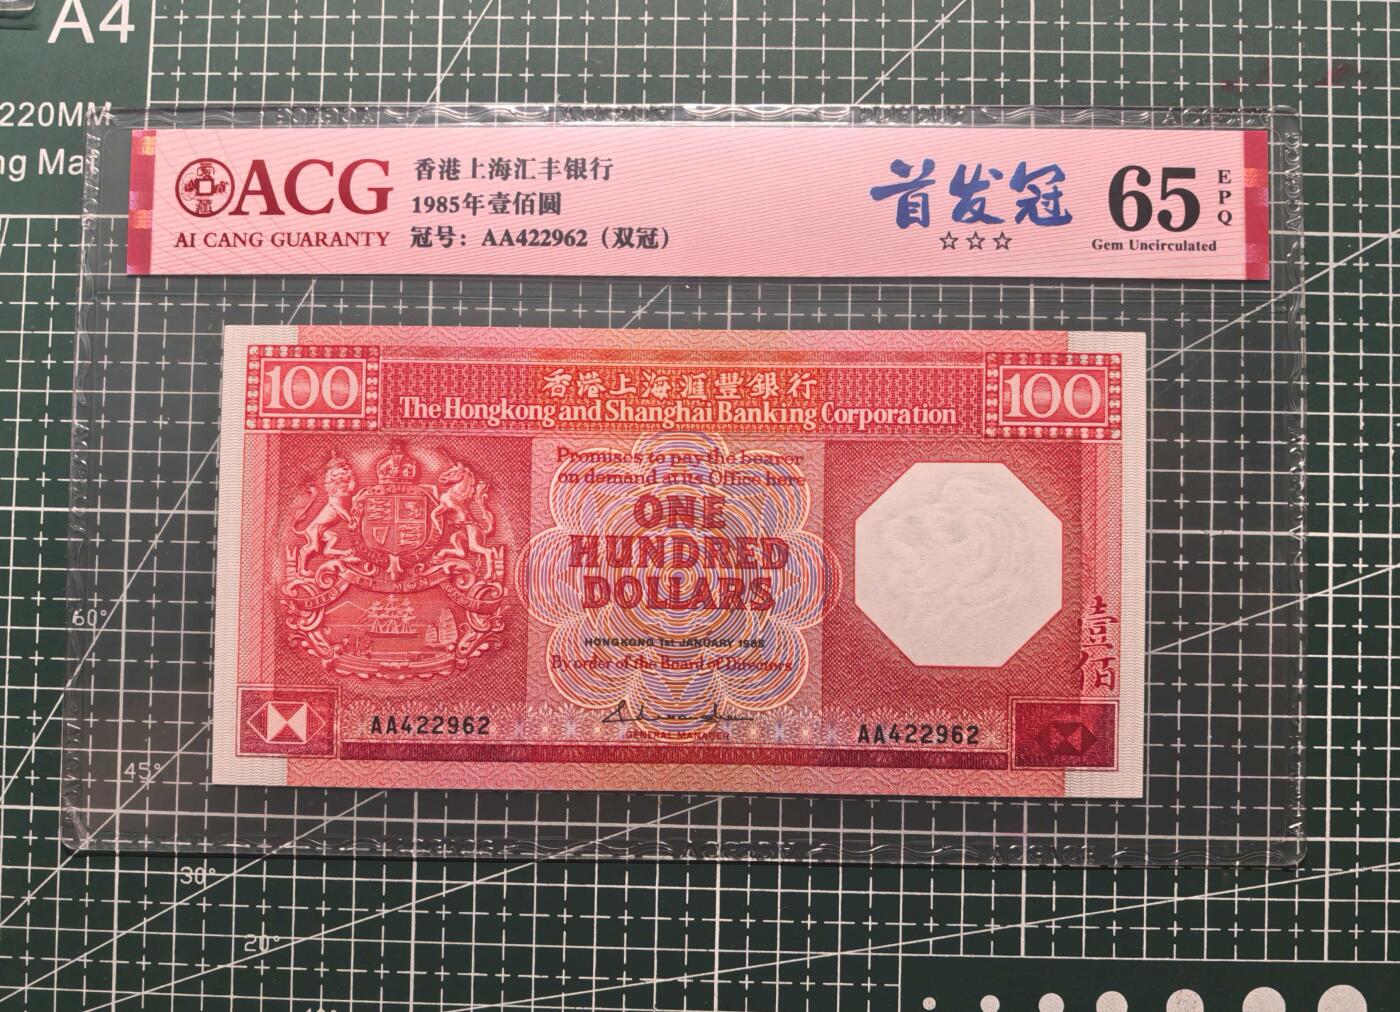 A4
220MM
ng Ma
ACG
AI CANG GUARANTY
香港上海汇丰银行
1985年壹佰圆
冠号：AA422962（双冠）
首发冠
☆☆☆
65
EPQ
Gem Uncirculated
100
香港上海滙豐銀行
100
The Hongkong and Shanghai Banking Corporation
Promises to pay the bearer
on demand at its Office here
ONE
HUNDRED
DOLLARS
HONGKONG 1st JANUARY 1985
By order of the Board of Directors
壹佰
AA422962
GENERAL MANAGER
AA422962
60°
45°
30°
20°